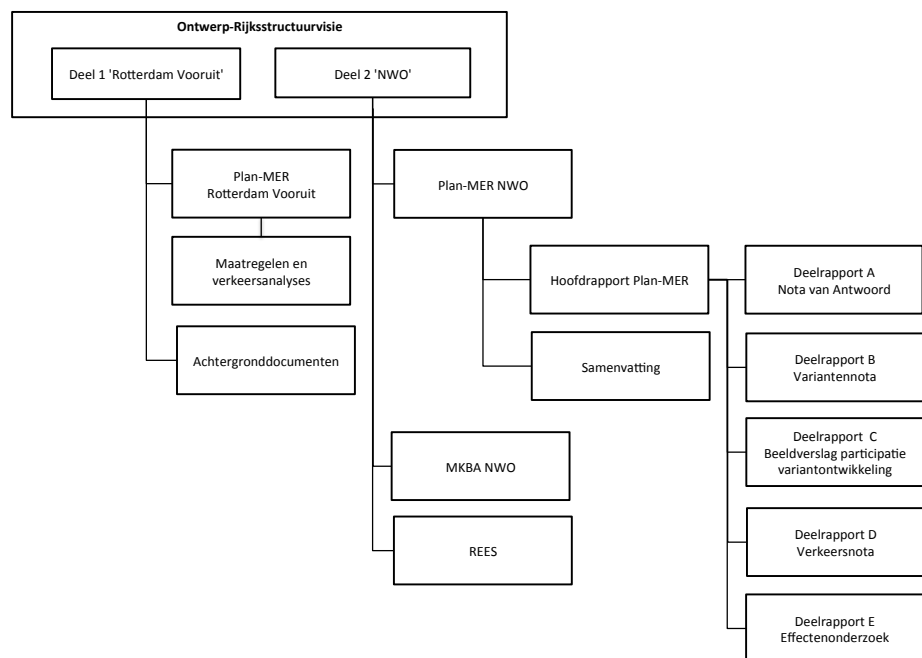 Ontwerp-Rijksstructuurvisie
Deel 1 'Rotterdam Vooruit'
Deel 2 'NWO'
Plan-MER
Rotterdam Vooruit
Maatregelen en
verkeersanalyses
Achtergronddocumenten
Plan-MER NWO
Hoofdrapport Plan-MER
Samenvatting
MKBA NWO
REES
Deelrapport A
Nota van Antwoord
Deelrapport B
Variantennota
Deelrapport C
Beeldverslag participatie
variantontwikkeling
Deelrapport D
Verkeersnota
Deelrapport E
Effectenonderzoek